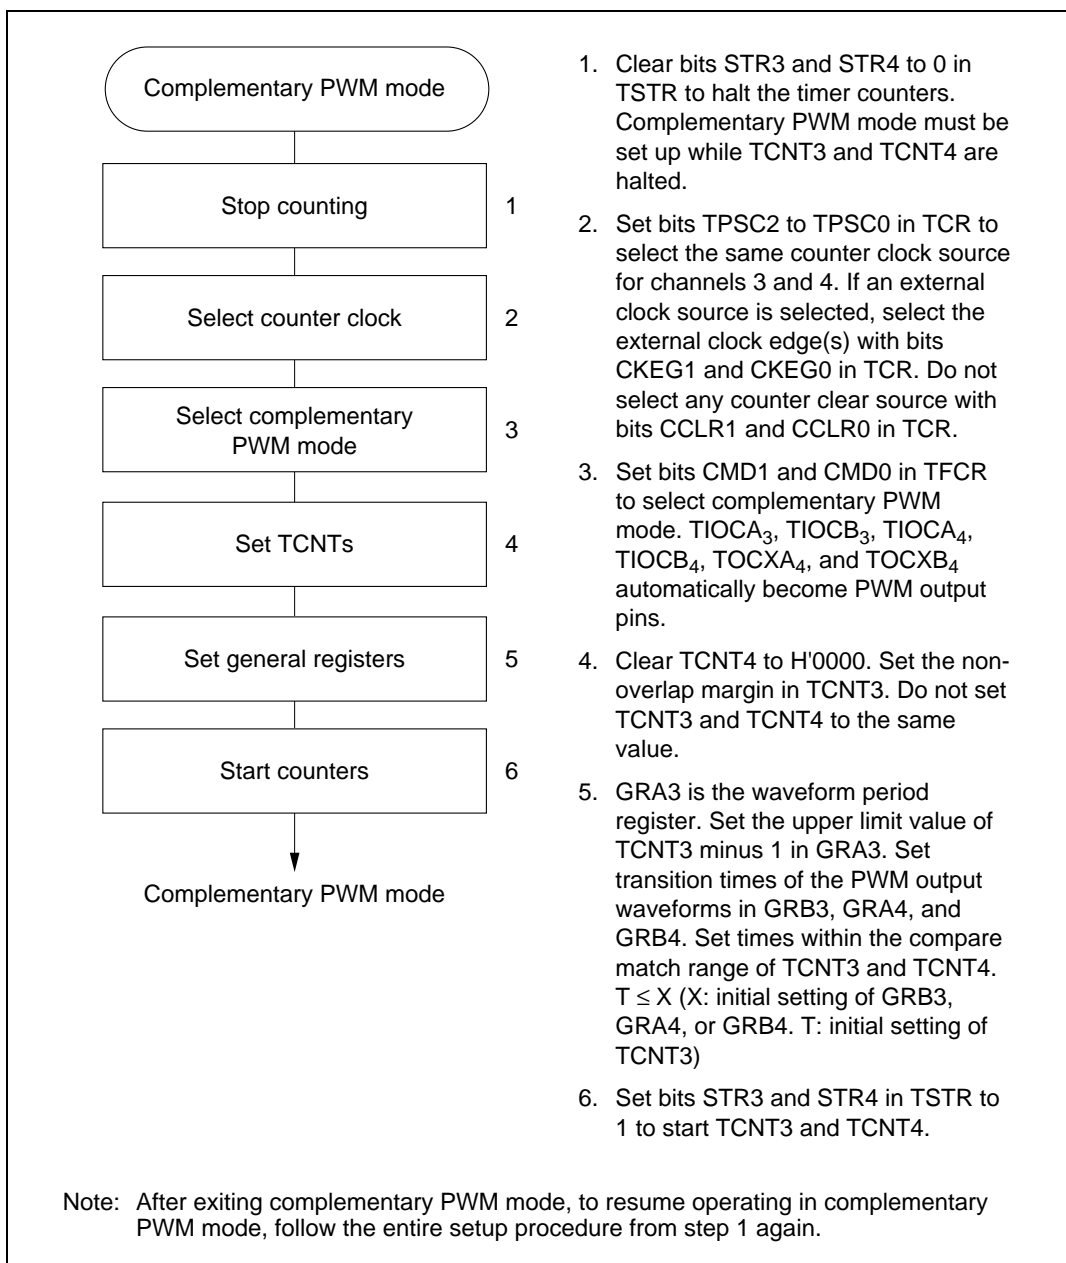 Complementary PWM mode
Stop counting
1
Select counter clock
2
Select complementary
PWM mode
3
Set TCNTs
4
Set general registers
5
Start counters
6
Complementary PWM mode
1. Clear bits STR3 and STR4 to 0 in
TSTR to halt the timer counters.
Complementary PWM mode must be
set up while TCNT3 and TCNT4 are
halted.
2. Set bits TPSC2 to TPSC0 in TCR to
select the same counter clock source
for channels 3 and 4. If an external
clock source is selected, select the
external clock edge(s) with bits
CKEG1 and CKEG0 in TCR. Do not
select any counter clear source with
bits CCLR1 and CCLR0 in TCR.
3. Set bits CMD1 and CMD0 in TFCR
to select complementary PWM
mode. TIOCA₃, TIOCB₃, TIOCA₄,
TIOCB₄, TOCXA₄, and TOCXB₄
automatically become PWM output
pins.
4. Clear TCNT4 to H'0000. Set the non-
overlap margin in TCNT3. Do not set
TCNT3 and TCNT4 to the same
value.
5. GRA3 is the waveform period
register. Set the upper limit value of
TCNT3 minus 1 in GRA3. Set
transition times of the PWM output
waveforms in GRB3, GRA4, and
GRB4. Set times within the compare
match range of TCNT3 and TCNT4.
T ≤ X (X: initial setting of GRB3,
GRA4, or GRB4. T: initial setting of
TCNT3)
6. Set bits STR3 and STR4 in TSTR to
1 to start TCNT3 and TCNT4.
Note: After exiting complementary PWM mode, to resume operating in complementary
PWM mode, follow the entire setup procedure from step 1 again.